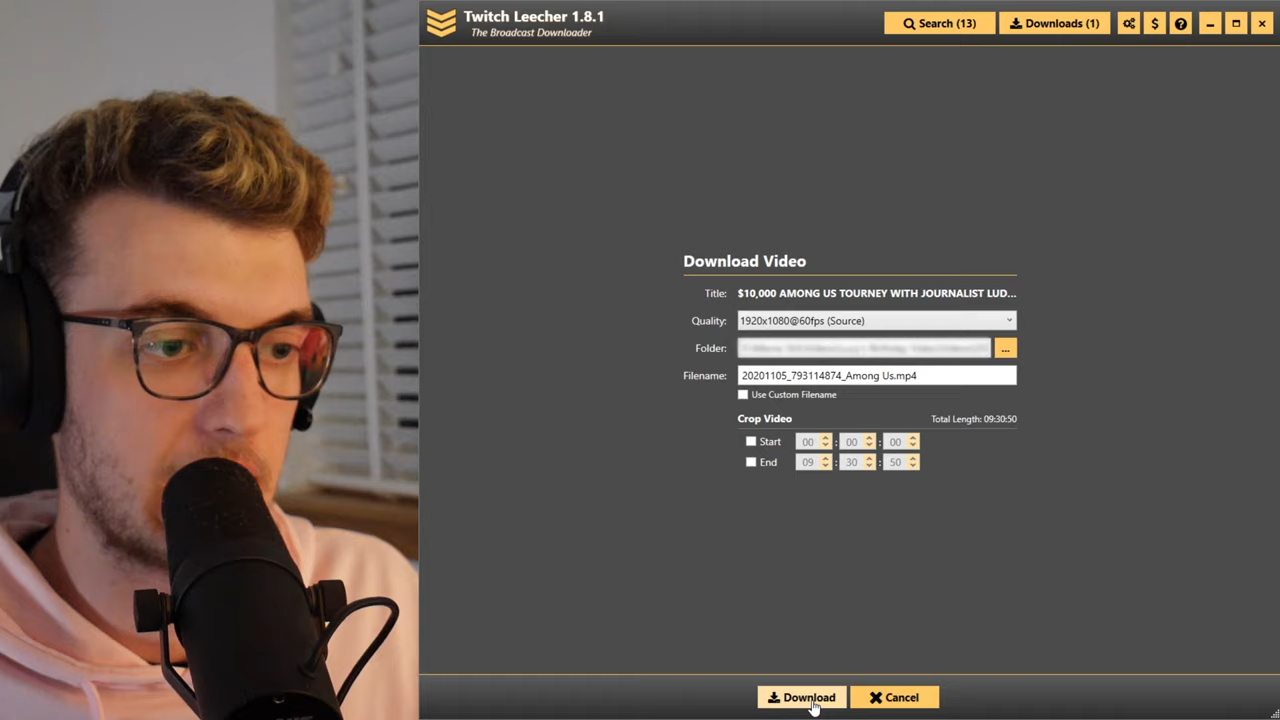 Twitch Leecher 1.8.1
The Broadcast Downloader
Search (13)
Downloads (1)
$
?
Download Video
Title: $10,000 AMONG US TOURNEY WITH JOURNALIST LUD...
Quality: 1920x1080@60fps (Source)
Folder: ...
Filename: 20201105_793114874_Among Us.mp4
Use Custom Filename
Crop Video Total Length: 09:30:50
Start 00 : 00 : 00
End 09 : 30 : 50
Download
Cancel